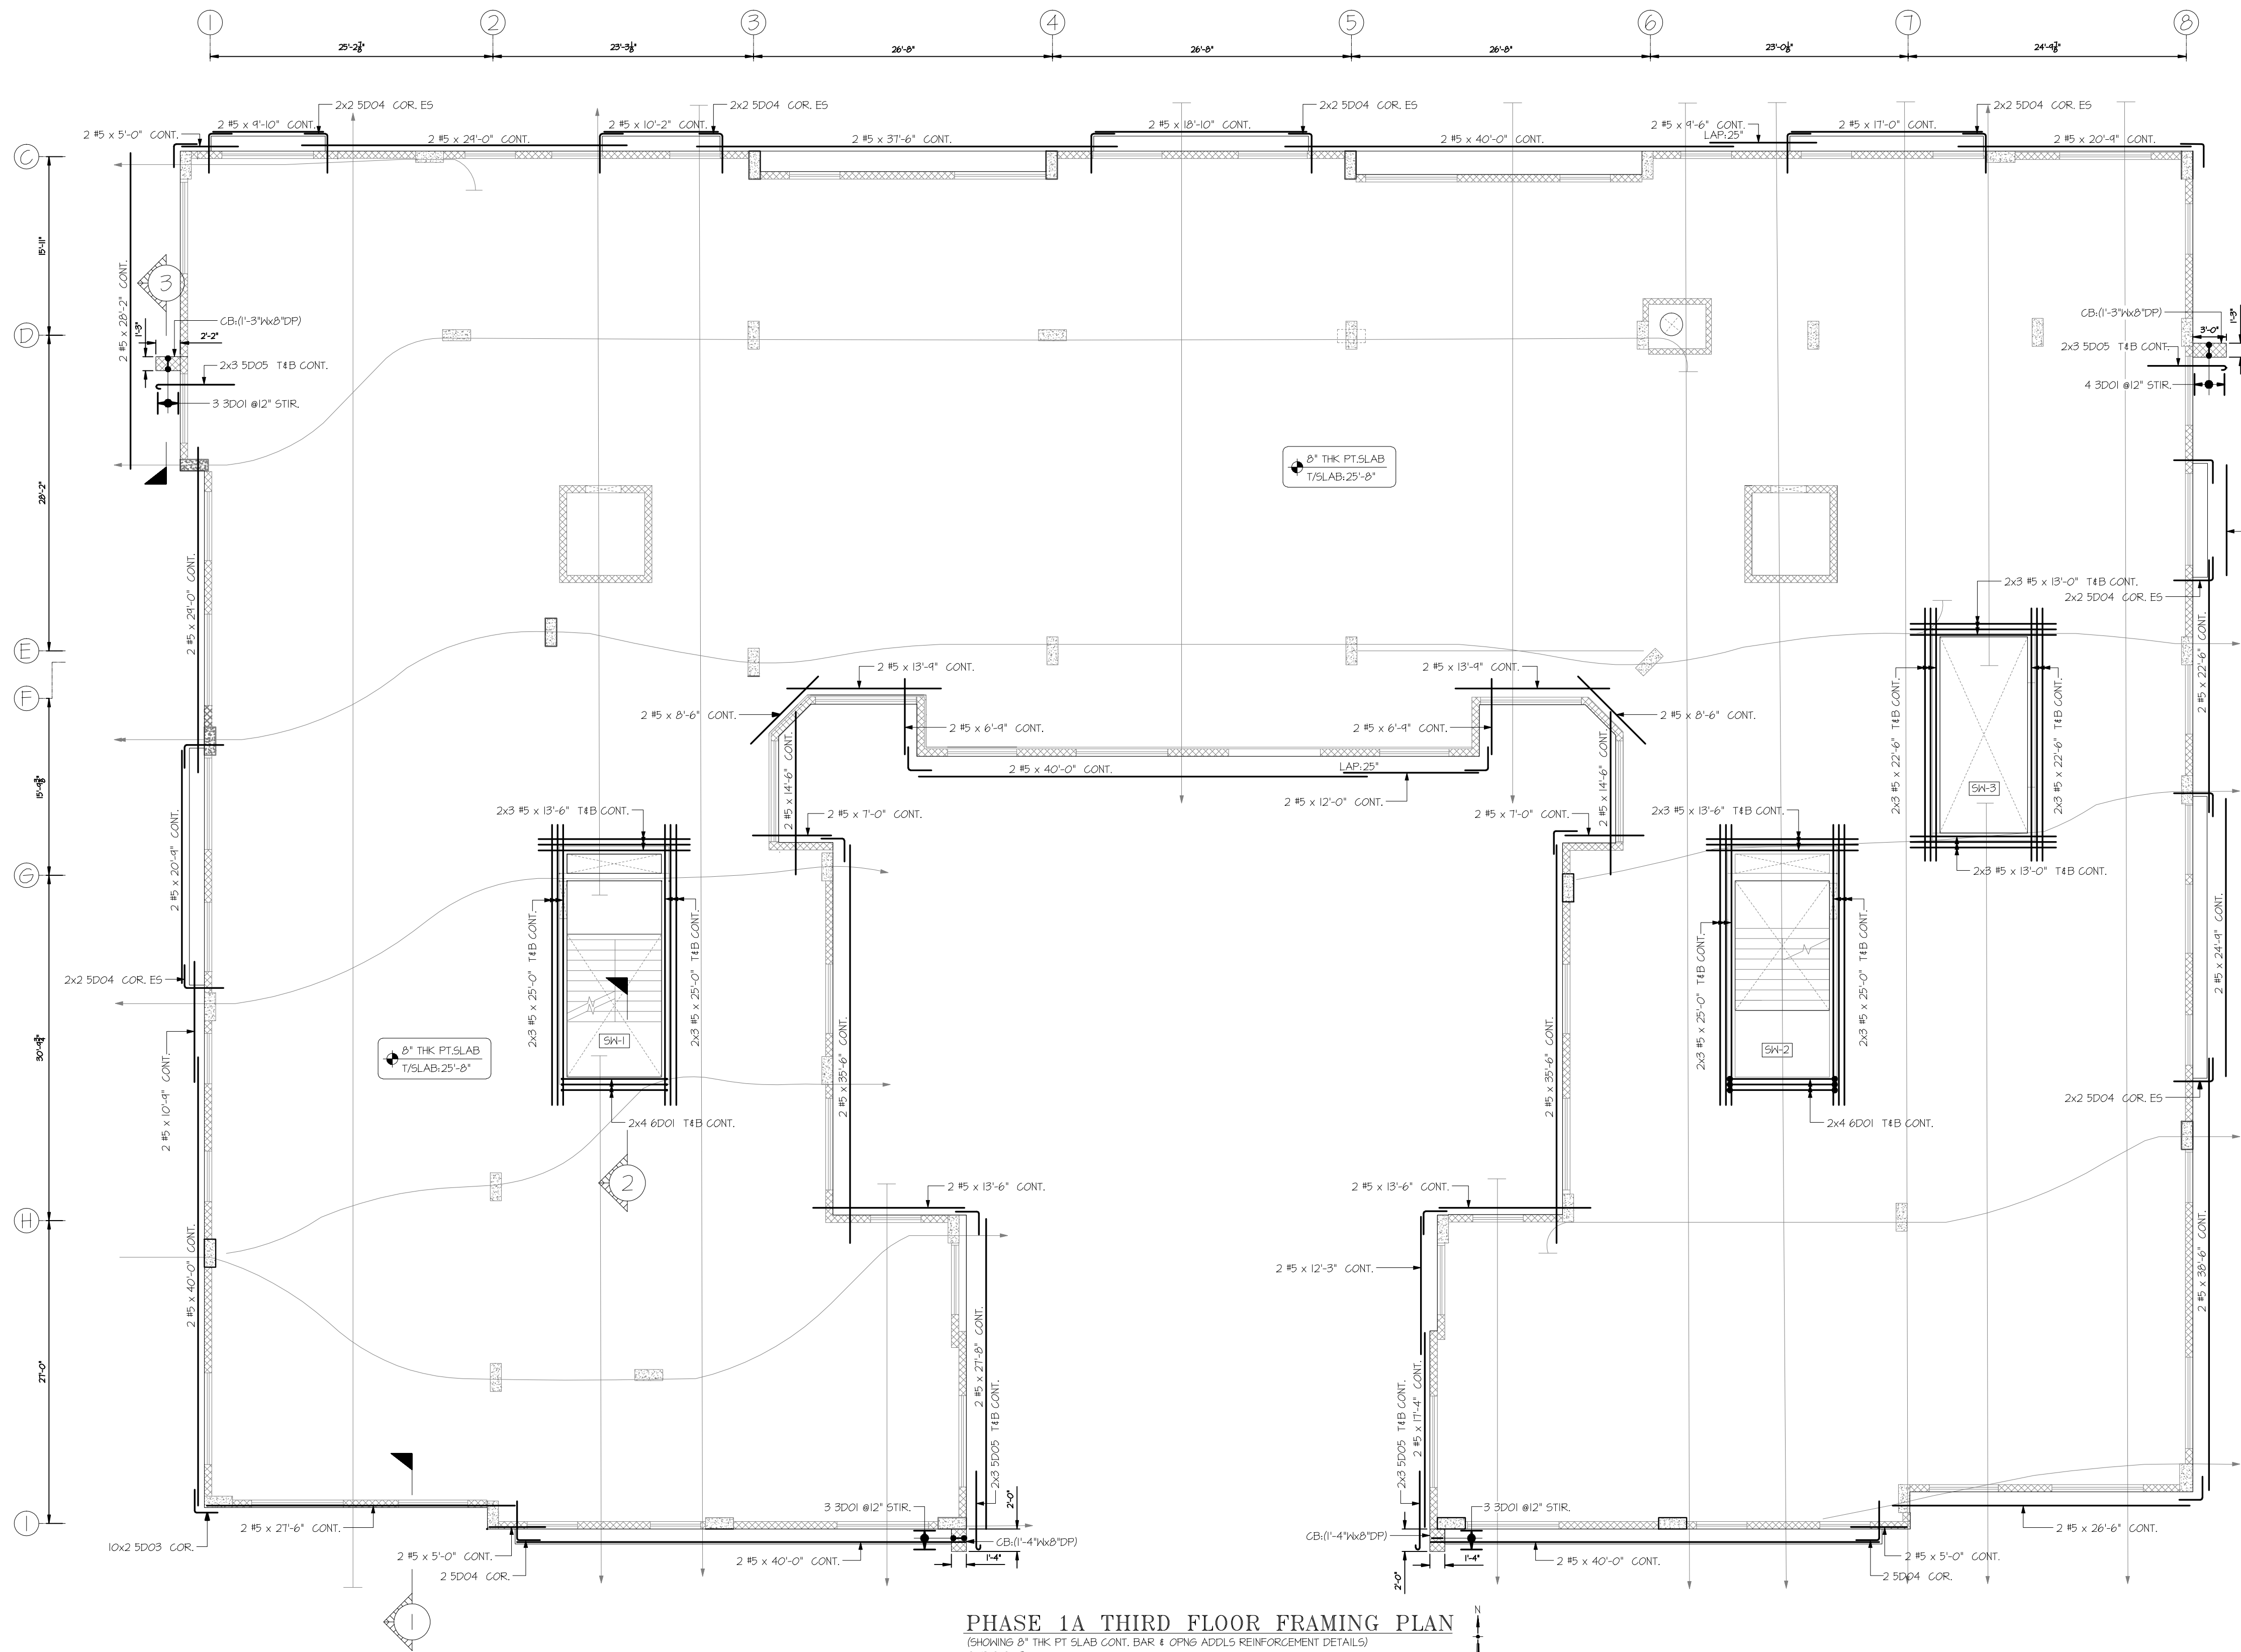 1 2 3 4 5 6 7 8
25'-2⅞" 23'-3⅛" 26'-8" 26'-8" 26'-8" 23'-0⅛" 24'-9⅞"
2x2 5D04 COR. ES
2x2 5D04 COR. ES
2x2 5D04 COR. ES
2x2 5D04 COR. ES
2 #5 x 5'-0" CONT.
2 #5 x 9'-10" CONT.
2 #5 x 29'-0" CONT.
2 #5 x 10'-2" CONT.
2 #5 x 37'-6" CONT.
2 #5 x 18'-10" CONT.
2 #5 x 40'-0" CONT.
2 #5 x 9'-6" CONT.
LAP:25"
2 #5 x 17'-0" CONT.
2 #5 x 20'-9" CONT.
C
15'-11"
2 #5 x 28'-2" CONT.
3
CB:(1'-3"Wx8"DP)
1'-3"
2'-2"
D
2x3 5D05 T&B CONT.
3 3D01 @12" STIR.
CB:(1'-3"Wx8"DP)
3'-0"
1'-3"
2x3 5D05 T&B CONT.
4 3D01 @12" STIR.
8" THK PT.SLAB
T/SLAB:25'-8"
28'-2"
2 #5 x 29'-0" CONT.
2x3 #5 x 13'-0" T&B CONT.
2x2 5D04 COR. ES
E
F
2 #5 x 13'-9" CONT.
2 #5 x 13'-9" CONT.
2 #5 x 8'-6" CONT.
2 #5 x 6'-9" CONT.
2 #5 x 6'-9" CONT.
2 #5 x 8'-6" CONT.
2x3 #5 x 22'-6" T&B CONT.
2x3 #5 x 22'-6" T&B CONT.
2 #5 x 22'-6" CONT.
2 #5 x 14'-6" CONT.
2 #5 x 40'-0" CONT.
LAP:25"
2 #5 x 12'-0" CONT.
2 #5 x 14'-6" CONT.
SW-3
2x3 #5 x 13'-6" T&B CONT.
2 #5 x 7'-0" CONT.
2 #5 x 7'-0" CONT.
2x3 #5 x 13'-6" T&B CONT.
2x3 #5 x 13'-0" T&B CONT.
G
2 #5 x 20'-9" CONT.
2x2 5D04 COR. ES
2x3 #5 x 25'-0" T&B CONT.
2x3 #5 x 25'-0" T&B CONT.
2x3 #5 x 25'-0" T&B CONT.
2x3 #5 x 25'-0" T&B CONT.
2 #5 x 24'-9" CONT.
SW-1
SW-2
8" THK PT.SLAB
T/SLAB:25'-8"
2 #5 x 10'-9" CONT.
2 #5 x 35'-6" CONT.
2 #5 x 35'-6" CONT.
2x4 6D01 T&B CONT.
2x4 6D01 T&B CONT.
2x2 5D04 COR. ES
2
2 #5 x 13'-6" CONT.
2 #5 x 13'-6" CONT.
H
2 #5 x 40'-0" CONT.
2 #5 x 12'-3" CONT.
2 #5 x 38'-6" CONT.
27'-0"
2 #5 x 27'-8" CONT.
2x3 5D05 T&B CONT.
2x3 5D05 T&B CONT.
2 #5 x 17'-4" CONT.
3 3D01 @12" STIR.
2'-0"
3 3D01 @12" STIR.
I
2 #5 x 27'-6" CONT.
10x2 5D03 COR.
2 #5 x 5'-0" CONT.
2 5D04 COR.
2 #5 x 40'-0" CONT.
CB:(1'-4"Wx8"DP)
1'-4"
CB:(1'-4"Wx8"DP)
1'-4"
2'-0"
2 #5 x 40'-0" CONT.
2 #5 x 5'-0" CONT.
2 5D04 COR.
2 #5 x 26'-6" CONT.
1
PHASE 1A THIRD FLOOR FRAMING PLAN
(SHOWING 8" THK PT SLAB CONT. BAR & OPNG ADDLS REINFORCEMENT DETAILS)
N